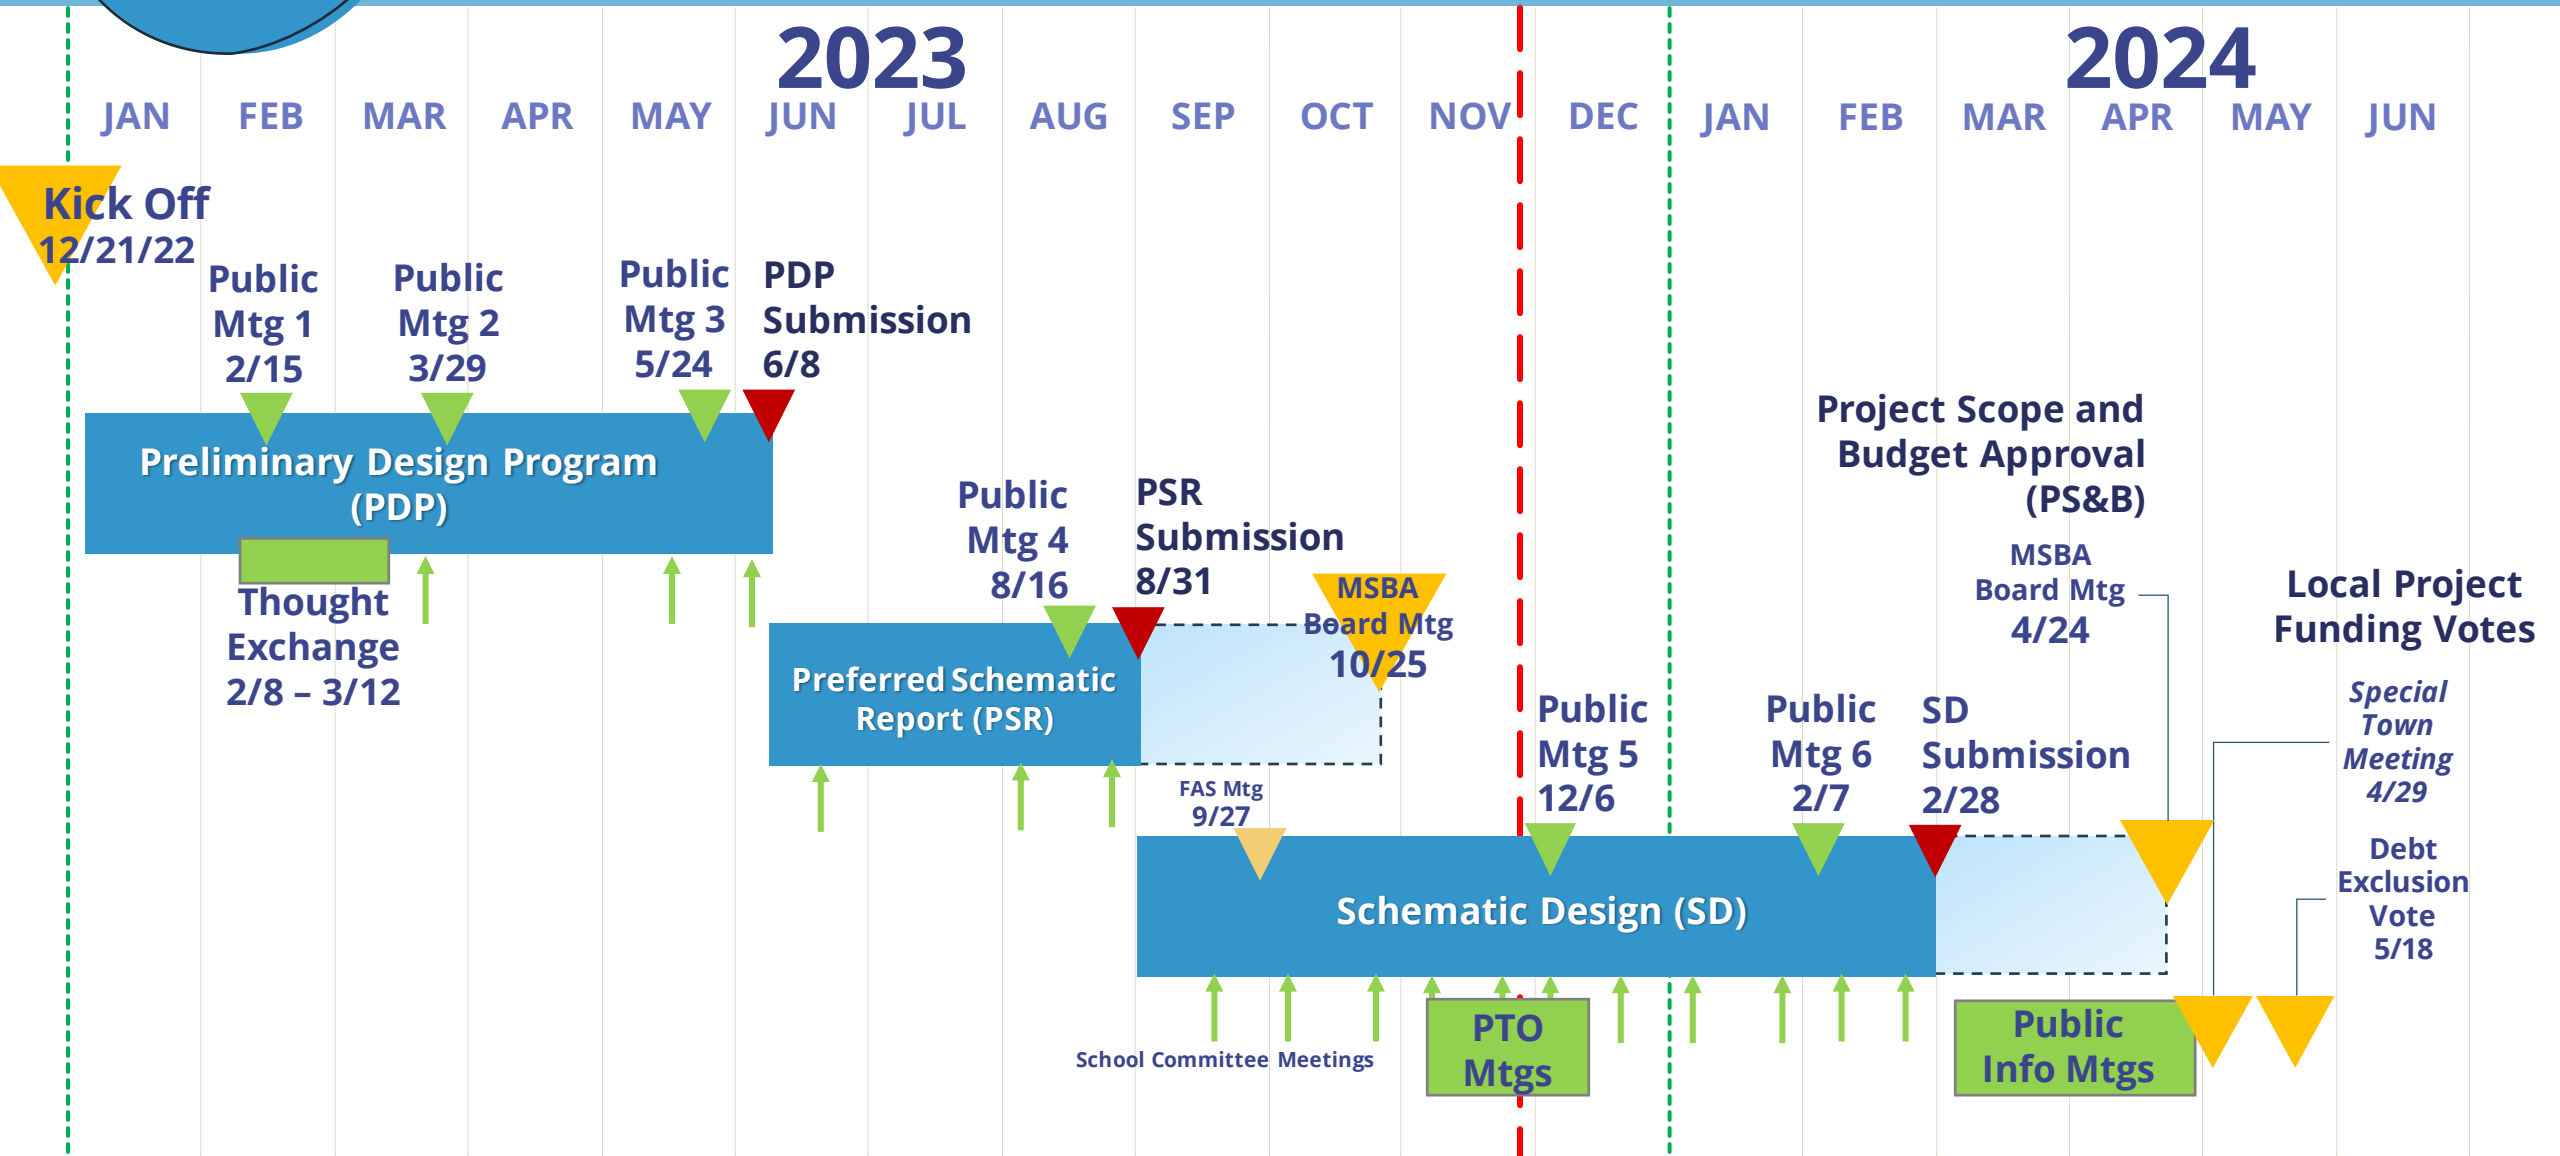 2023
2024
JAN FEB MAR APR MAY JUN JUL AUG SEP OCT NOV DEC JAN FEB MAR APR MAY JUN
Kick Off
12/21/22
Public
Mtg 1
2/15
Public
Mtg 2
3/29
Public
Mtg 3
5/24
PDP
Submission
6/8
Preliminary Design Program
(PDP)
Thought
Exchange
2/8 – 3/12
Public
Mtg 4
8/16
PSR
Submission
8/31
MSBA
Board Mtg
10/25
Preferred Schematic
Report (PSR)
FAS Mtg
9/27
Public
Mtg 5
12/6
Public
Mtg 6
2/7
SD
Submission
2/28
Project Scope and
Budget Approval
(PS&B)
MSBA
Board Mtg
4/24
Local Project
Funding Votes
Special
Town
Meeting
4/29
Debt
Exclusion
Vote
5/18
Schematic Design (SD)
School Committee Meetings
PTO
Mtgs
Public
Info Mtgs